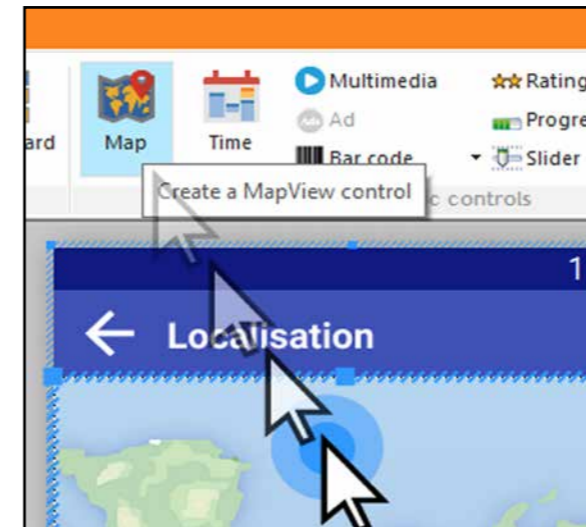 Multimedia
Rating
Ad
Progre
ard
Map
Time
Bar code
Slider
Create a MapView control
c controls
1
Localisation